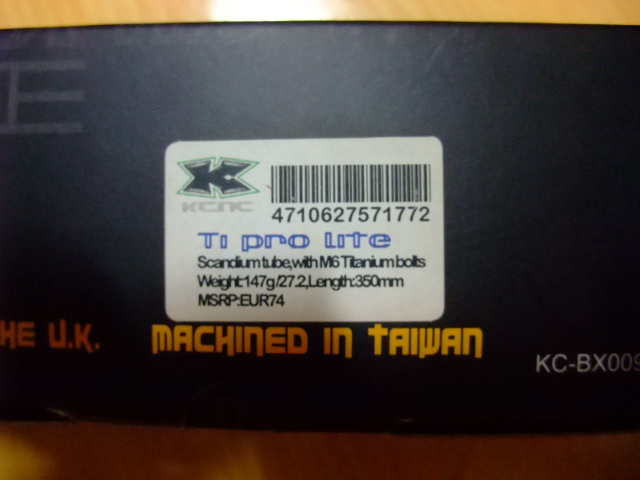 KCNC
4710627571772
Ti pro lite
Scandium tube,with M6 Titanium bolts
Weight:147g/27.2,Length:350mm
MSRP:EUR74
HE U.K. MACHINED IN TAIWAN
KC-BX009